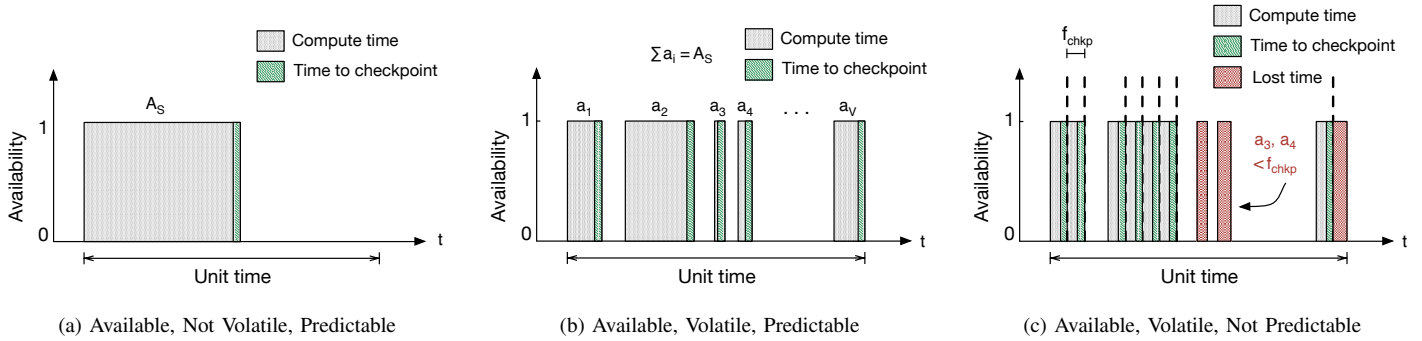 Compute time
Time to checkpoint
A_S
Availability
1
0
t
Unit time
(a) Available, Not Volatile, Predictable
∑ a_i = A_S
Compute time
Time to checkpoint
a_1 a_2 a_3 a_4 . . . a_V
Availability
1
0
t
Unit time
(b) Available, Volatile, Predictable
f_chkp
Compute time
Time to checkpoint
Lost time
Availability
1
0
a_3, a_4
< f_chkp
t
Unit time
(c) Available, Volatile, Not Predictable